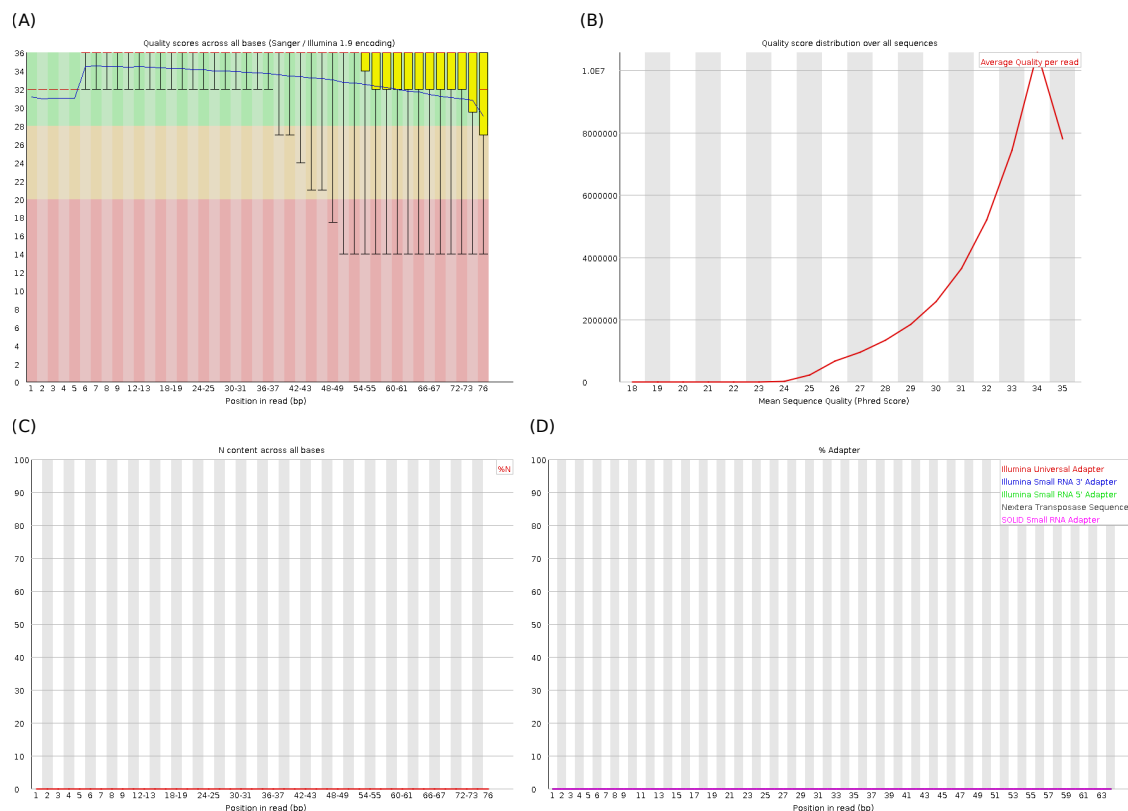 (A)
Quality scores across all bases (Sanger / Illumina 1.9 encoding)
36
34
32
30
28
26
24
22
20
18
16
14
12
10
8
6
4
2
0
1 2 3 4 5 6 7 8 9 12-13 18-19 24-25 30-31 36-37 42-43 48-49 54-55 60-61 66-67 72-73 76
Position in read (bp)
(B)
Quality score distribution over all sequences
Average Quality per read
1.0E7
8000000
6000000
4000000
2000000
0
18 19 20 21 22 23 24 25 26 27 28 29 30 31 32 33 34 35
Mean Sequence Quality (Phred Score)
(C)
N content across all bases
%N
100
90
80
70
60
50
40
30
20
10
0
1 2 3 4 5 6 7 8 9 12-13 18-19 24-25 30-31 36-37 42-43 48-49 54-55 60-61 66-67 72-73 76
Position in read (bp)
(D)
% Adapter
Illumina Universal Adapter
Illumina Small RNA 3' Adapter
Illumina Small RNA 5' Adapter
Nextera Transposase Sequence
SOLID Small RNA Adapter
100
90
80
70
60
50
40
30
20
10
0
1 2 3 4 5 6 7 8 9 11 13 15 17 19 21 23 25 27 29 31 33 35 37 39 41 43 45 47 49 51 53 55 57 59 61 63
Position in read (bp)